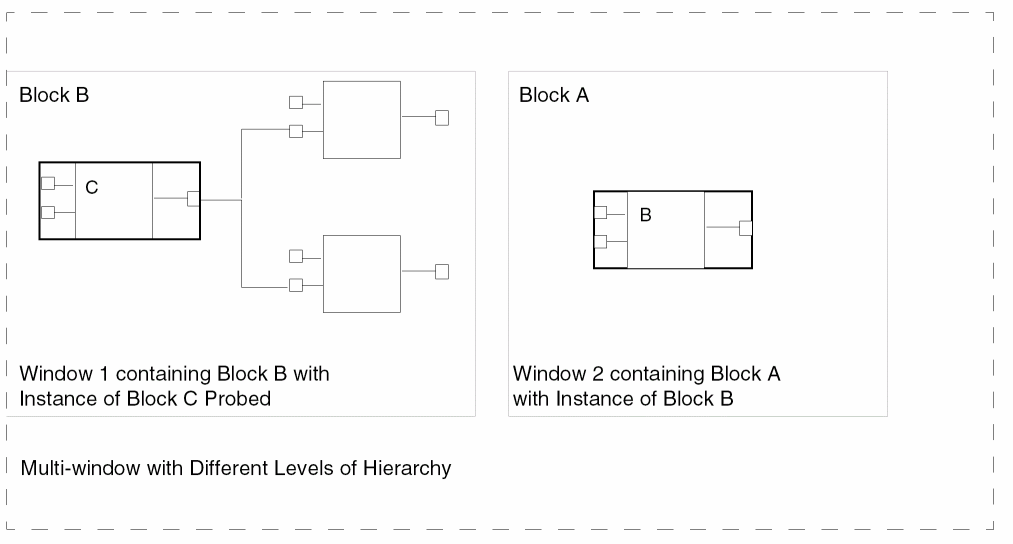 Block B
C
Window 1 containing Block B with
Instance of Block C Probed
Block A
B
Window 2 containing Block A
with Instance of Block B
Multi-window with Different Levels of Hierarchy